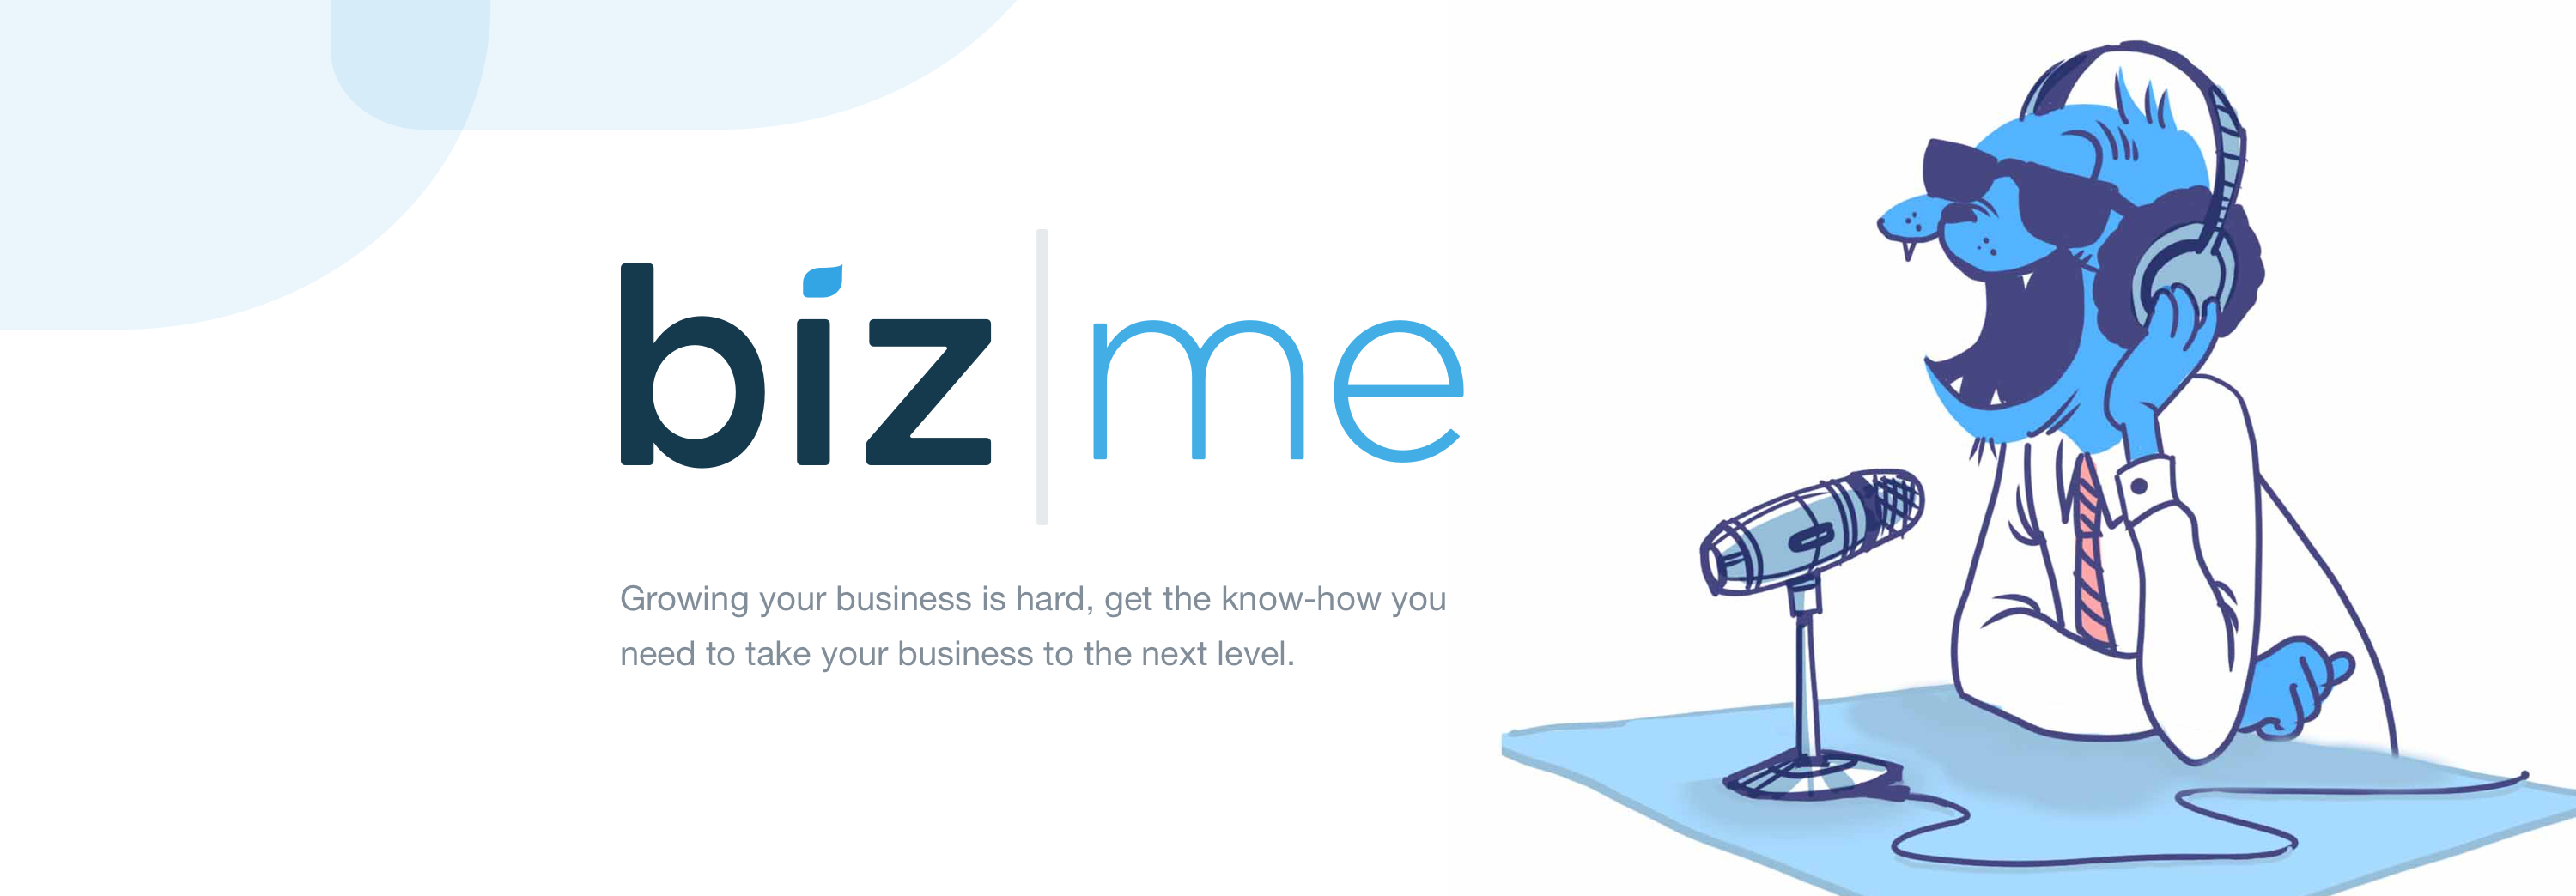 biz|me
Growing your business is hard, get the know-how you
need to take your business to the next level.